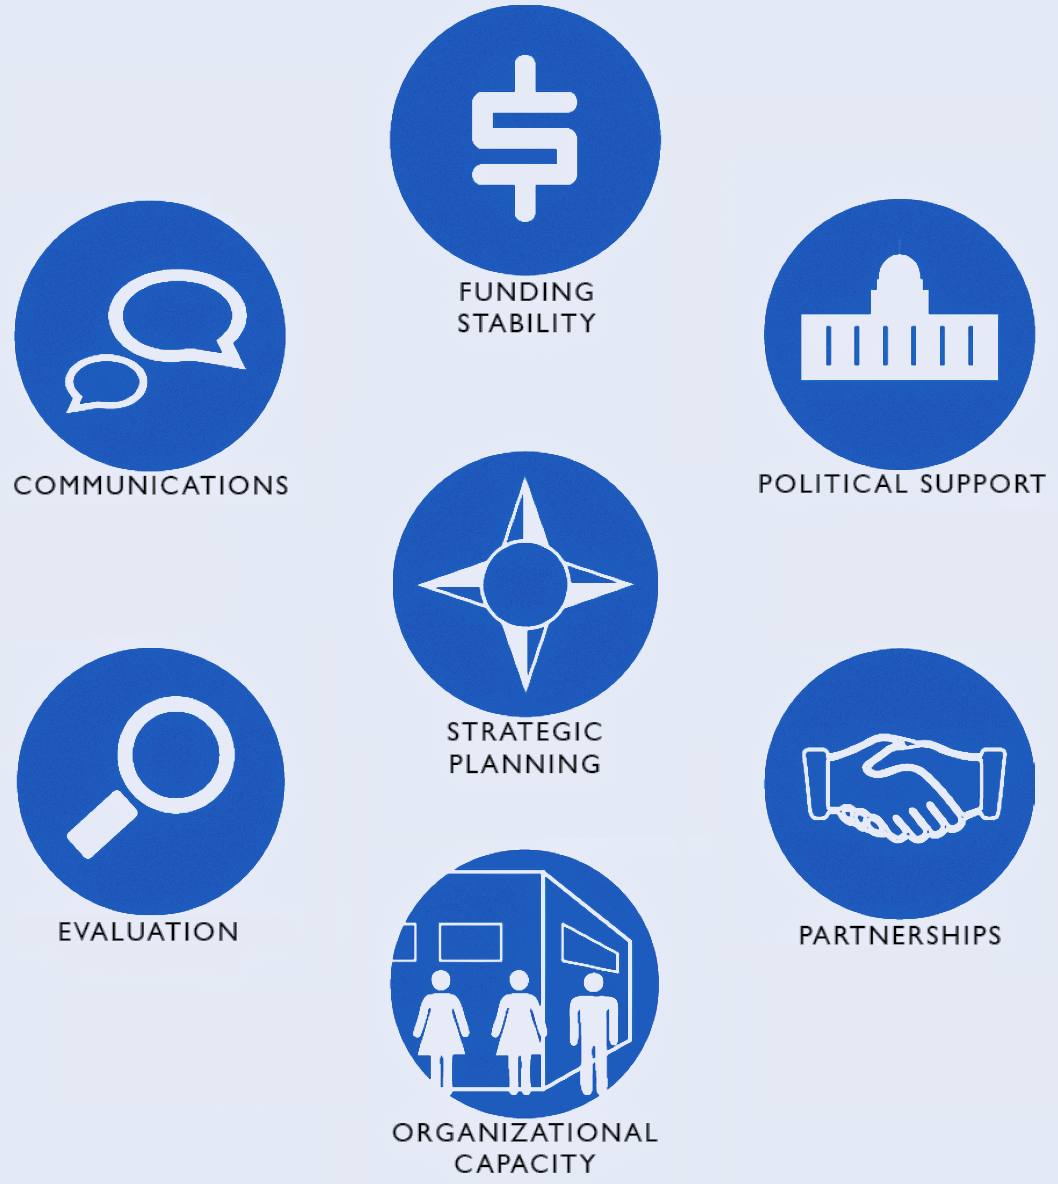 FUNDING
STABILITY
COMMUNICATIONS
POLITICAL SUPPORT
STRATEGIC
PLANNING
EVALUATION
PARTNERSHIPS
ORGANIZATIONAL
CAPACITY